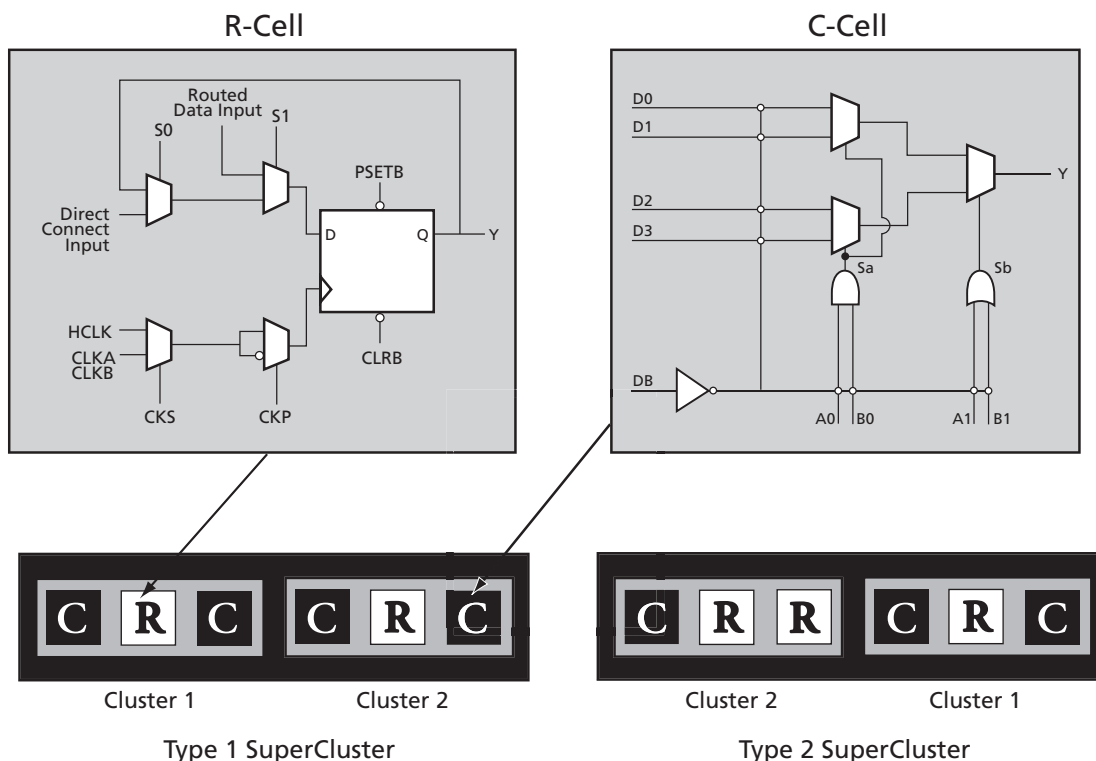 R-Cell
C-Cell
Routed
Data Input
S1
S0
PSETB
Direct
Connect
Input
D
Q
Y
HCLK
CLKA
CLKB
CLRB
CKS
CKP
D0
D1
D2
D3
Y
Sa
Sb
DB
A0
B0
A1
B1
C
R
C
C
R
C
C
R
R
C
R
C
Cluster 1
Cluster 2
Cluster 2
Cluster 1
Type 1 SuperCluster
Type 2 SuperCluster